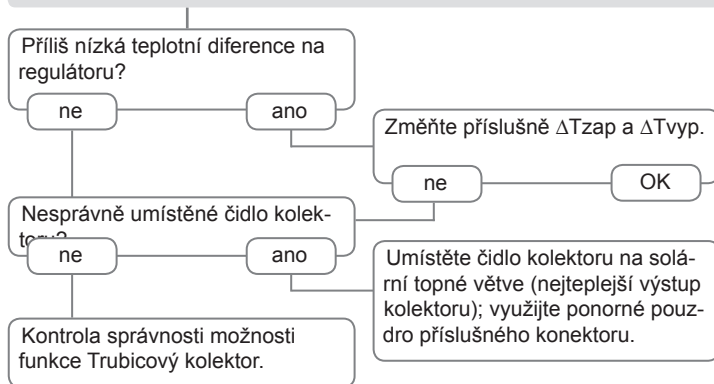 Příliš nízká teplotní diference na
regulátoru?
ne
ano
Změňte příslušně ΔTzap a ΔTvyp.
ne
OK
Nesprávně umístěné čidlo kolek-
toru?
ne
ano
Umístěte čidlo kolektoru na solá-
rní topné větve (nejteplejší výstup
kolektoru); využijte ponorné pouz-
dro příslušného konektoru.
Kontrola správnosti možnosti
funkce Trubicový kolektor.